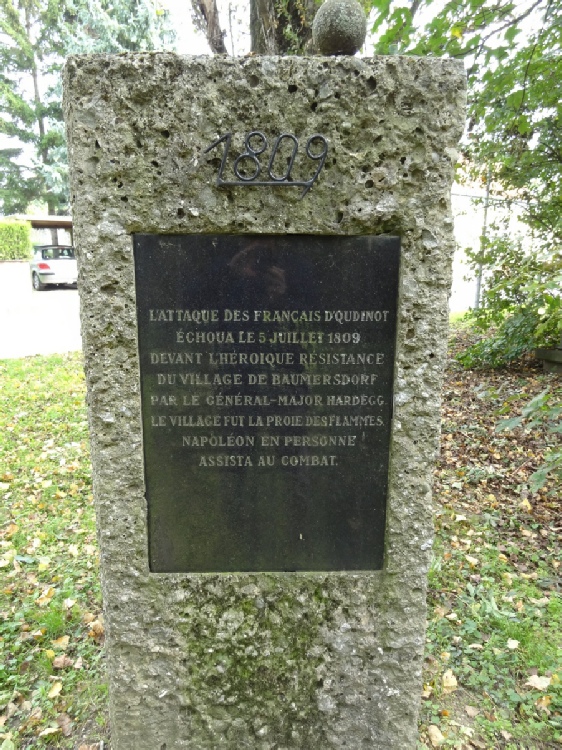 1809
L'ATTAQUE DES FRANÇAIS D'OUDINOT
ÉCHOUA LE 5 JUILLET 1809
DEVANT L'HÉROIQUE RÉSISTANCE
DU VILLAGE DE BAUMERSDORF
PAR LE GÉNÉRAL-MAJOR HARDEGG.
LE VILLAGE FUT LA PROIE DES FLAMMES.
NAPOLÉON EN PERSONNE
ASSISTA AU COMBAT.